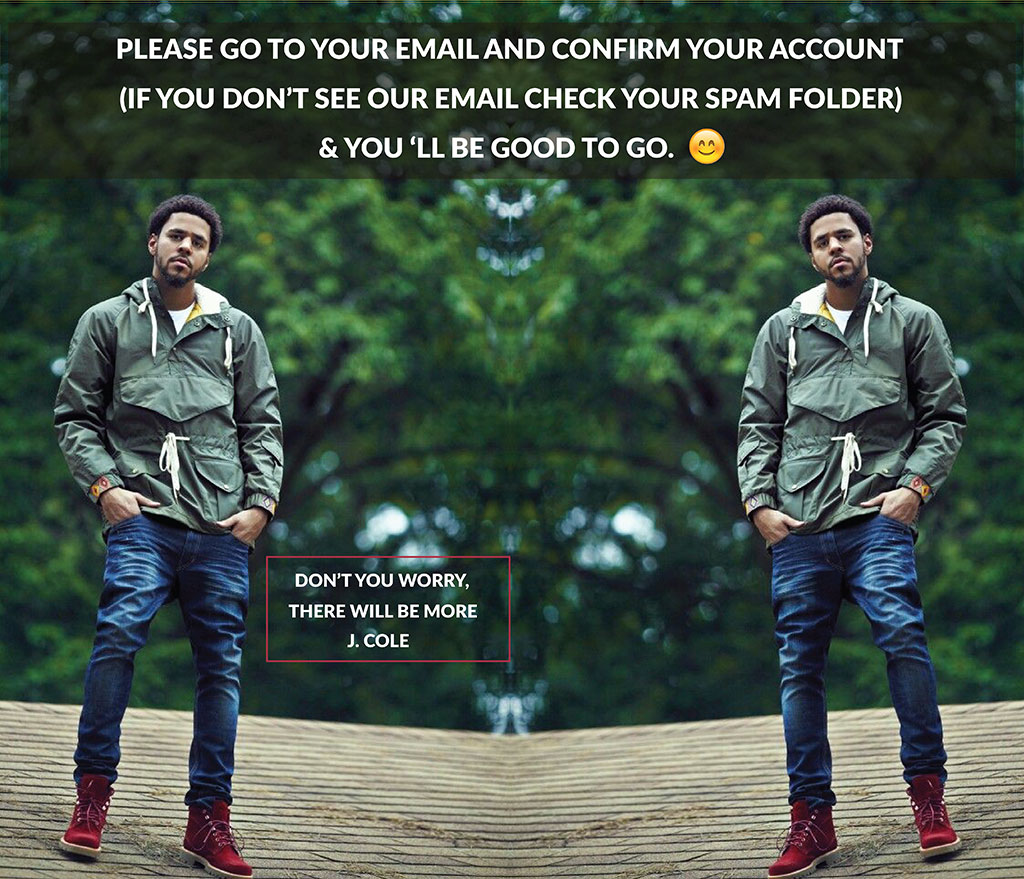 PLEASE GO TO YOUR EMAIL AND CONFIRM YOUR ACCOUNT
(IF YOU DON’T SEE OUR EMAIL CHECK YOUR SPAM FOLDER)
& YOU ‘LL BE GOOD TO GO. 😊
DON’T YOU WORRY,
THERE WILL BE MORE
J. COLE